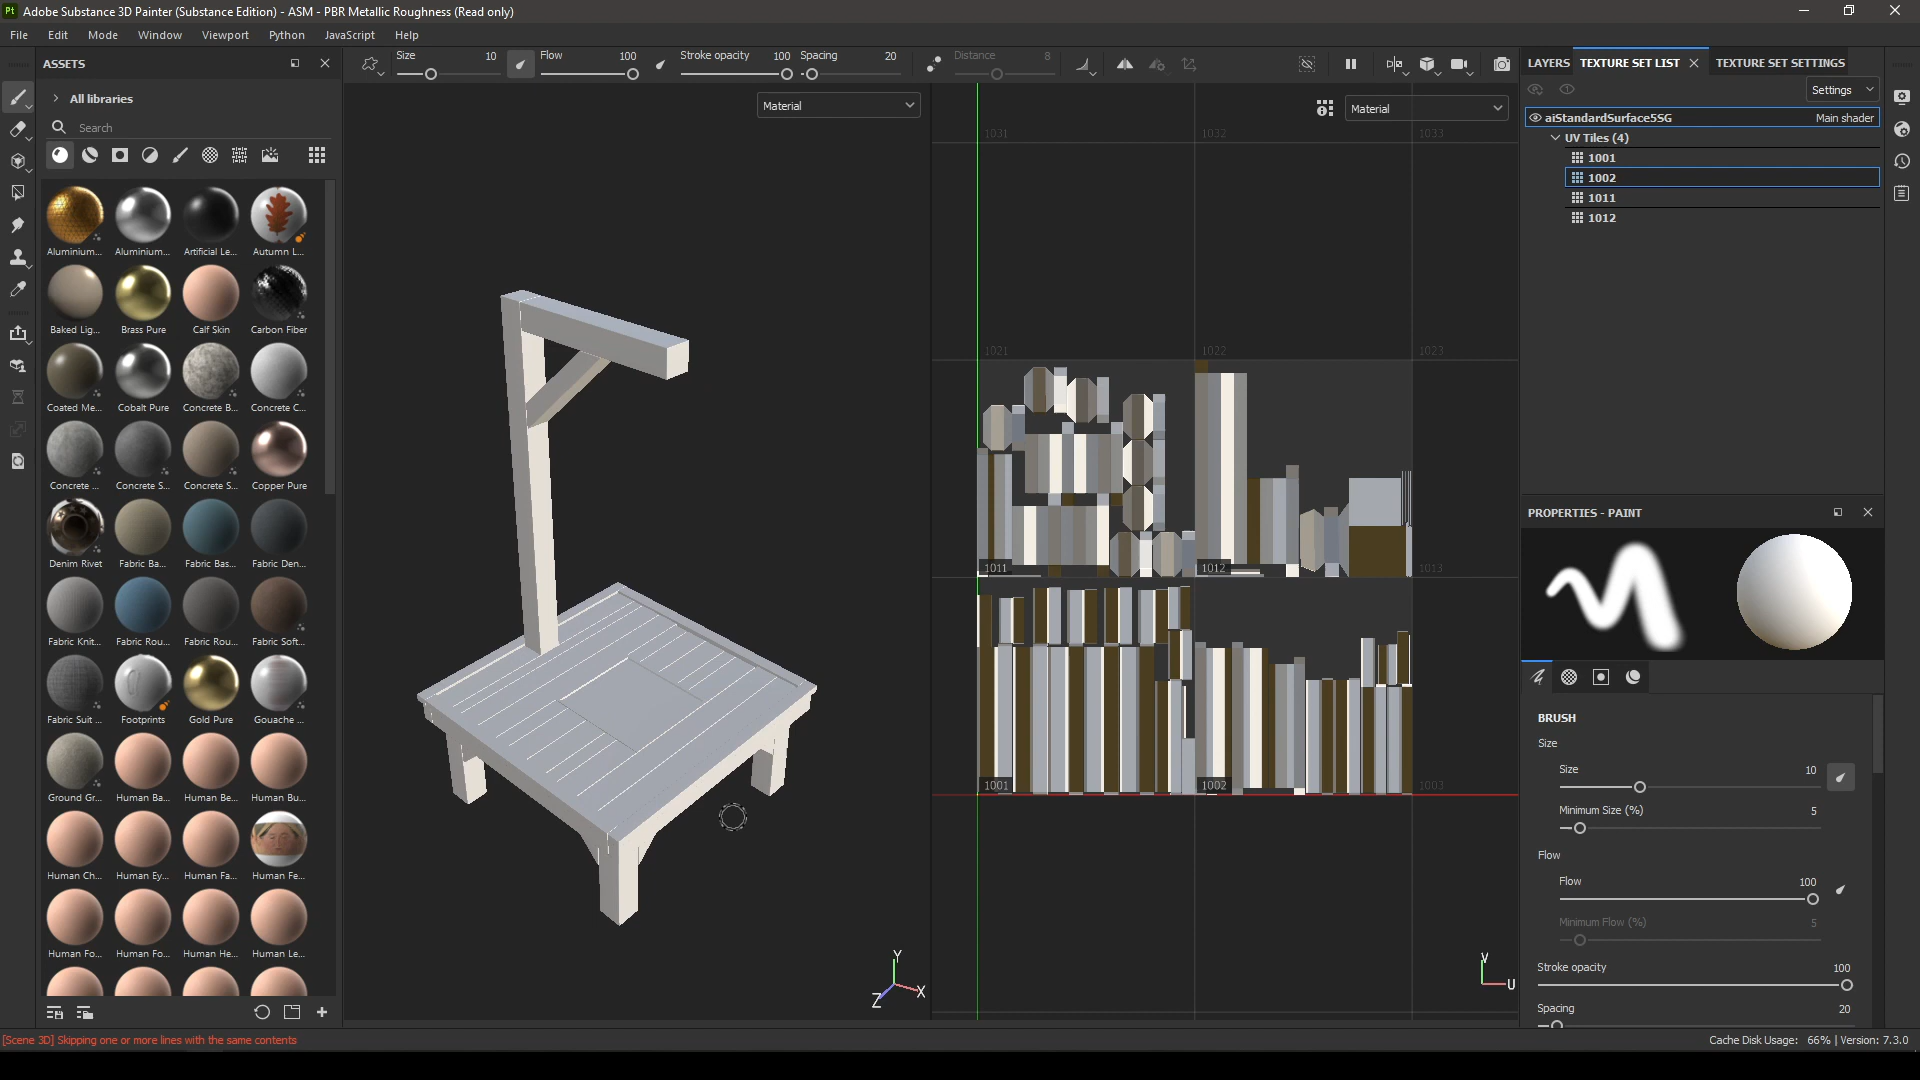 Pt Adobe Substance 3D Painter (Substance Edition) - ASM - PBR Metallic Roughness (Read only)
File Edit Mode Window Viewport Python JavaScript Help
ASSETS
Size 10 Flow 100 Stroke opacity 100 Spacing 20 Distance 8
LAYERS TEXTURE SET LIST TEXTURE SET SETTINGS
All libraries
Search
Settings
Material
Material
aiStandardSurface5SG Main shader
UV Tiles (4)
1001
1002
1011
1012
1031 1032 1033
1021 1022 1023
1011 1012 1013
1001 1002 1003
Aluminium... Aluminium... Artificial Le... Autumn L...
Baked Lig... Brass Pure Calf Skin Carbon Fiber
Coated Me... Cobalt Pure Concrete B... Concrete C...
Concrete ... Concrete S... Concrete S... Copper Pure
Denim Rivet Fabric Ba... Fabric Bas... Fabric Den...
Fabric Knit... Fabric Rou... Fabric Rou... Fabric Soft...
Fabric Suit ... Footprints Gold Pure Gouache ...
Ground Gr... Human Ba... Human Be... Human Bu...
Human Ch... Human Ey... Human Fa... Human Fe...
Human Fo... Human Fo... Human He... Human Le...
Y
X
Z
V
U
PROPERTIES - PAINT
BRUSH
Size
Size 10
Minimum Size (%) 5
Flow
Flow 100
Minimum Flow (%) 5
Stroke opacity 100
Spacing 20
[Scene 3D] Skipping one or more lines with the same contents
Cache Disk Usage: 66% | Version: 7.3.0